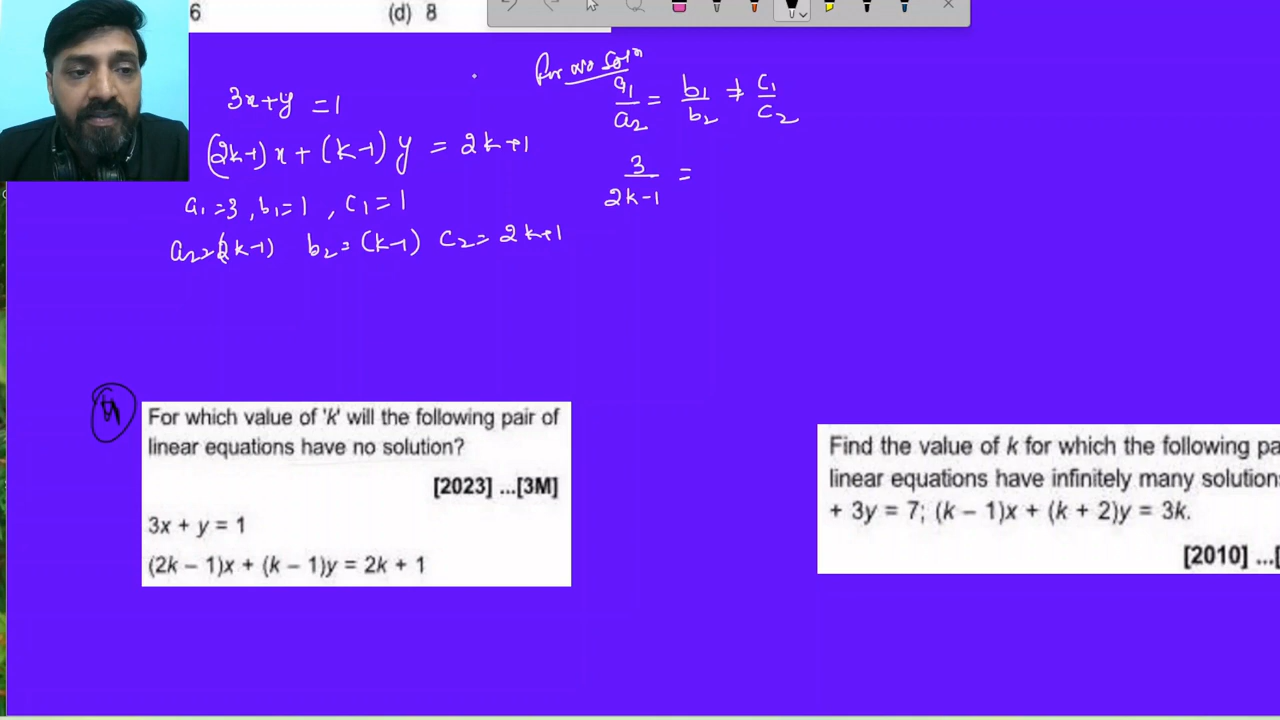 6 (d) 8
For no solⁿ
3x+y = 1
a₁/a₂ = b₁/b₂ ≠ c₁/c₂
(2k-1)x + (k-1)y = 2k+1
3/2k-1 =
a₁=3, b₁=1, c₁=1
a₂=(2k-1) b₂=(k-1) c₂= 2k+1
For which value of 'k' will the following pair of
linear equations have no solution?
[2023] ...[3M]
3x + y = 1
(2k – 1)x + (k – 1)y = 2k + 1
Find the value of k for which the following pa
linear equations have infinitely many solution
+ 3y = 7; (k – 1)x + (k + 2)y = 3k.
[2010] ...[